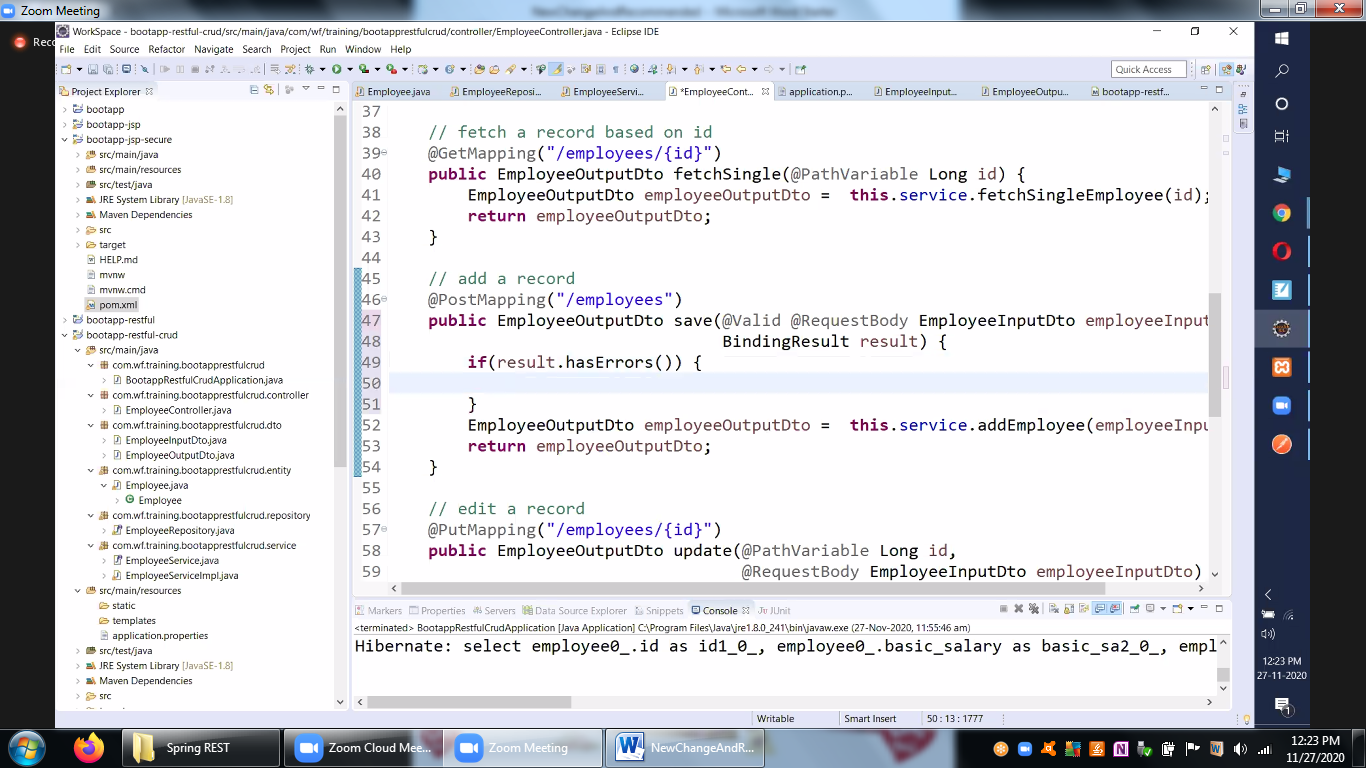 Zoom Meeting
NewChangeAndRecommended - Microsoft Word Starter
Reco
WorkSpace - bootapp-restful-crud/src/main/java/com/wf/training/bootapprestfulcrud/controller/EmployeeController.java - Eclipse IDE
File Edit Source Refactor Navigate Search Project Run Window Help
Quick Access
Project Explorer
Employee.java EmployeeReposi... EmployeeServi... *EmployeeCont... application.p... EmployeeInput... EmployeeOutpu... bootapp-restf...
bootapp
bootapp-jsp
bootapp-jsp-secure
src/main/java
src/main/resources
src/test/java
JRE System Library [JavaSE-1.8]
Maven Dependencies
src
target
HELP.md
mvnw
mvnw.cmd
pom.xml
bootapp-restful
bootapp-restful-crud
src/main/java
com.wf.training.bootapprestfulcrud
BootappRestfulCrudApplication.java
com.wf.training.bootapprestfulcrud.controller
EmployeeController.java
com.wf.training.bootapprestfulcrud.dto
EmployeeInputDto.java
EmployeeOutputDto.java
com.wf.training.bootapprestfulcrud.entity
Employee.java
Employee
com.wf.training.bootapprestfulcrud.repository
EmployeeRepository.java
com.wf.training.bootapprestfulcrud.service
EmployeeService.java
EmployeeServiceImpl.java
src/main/resources
static
templates
application.properties
src/test/java
JRE System Library [JavaSE-1.8]
Maven Dependencies
src
37
38 // fetch a record based on id
39 @GetMapping("/employees/{id}")
40 public EmployeeOutputDto fetchSingle(@PathVariable Long id) {
41 EmployeeOutputDto employeeOutputDto = this.service.fetchSingleEmployee(id);
42 return employeeOutputDto;
43 }
44
45 // add a record
46 @PostMapping("/employees")
47 public EmployeeOutputDto save(@Valid @RequestBody EmployeeInputDto employeeInput
48 BindingResult result) {
49 if(result.hasErrors()) {
50
51 }
52 EmployeeOutputDto employeeOutputDto = this.service.addEmployee(employeeInpu
53 return employeeOutputDto;
54 }
55
56 // edit a record
57 @PutMapping("/employees/{id}")
58 public EmployeeOutputDto update(@PathVariable Long id,
59 @RequestBody EmployeeInputDto employeeInputDto)
Markers Properties Servers Data Source Explorer Snippets Console JUnit
<terminated> BootappRestfulCrudApplication [Java Application] C:\Program Files\Java\jre1.8.0_241\bin\javaw.exe (27-Nov-2020, 11:55:46 am)
Hibernate: select employee0_.id as id1_0_, employee0_.basic_salary as basic_sa2_0_, empl
Writable Smart Insert 50 : 13 : 1777
12:23 PM
27-11-2020
1
Spring REST Zoom Cloud Mee... Zoom Meeting NewChangeAndR...
12:23 PM
11/27/2020